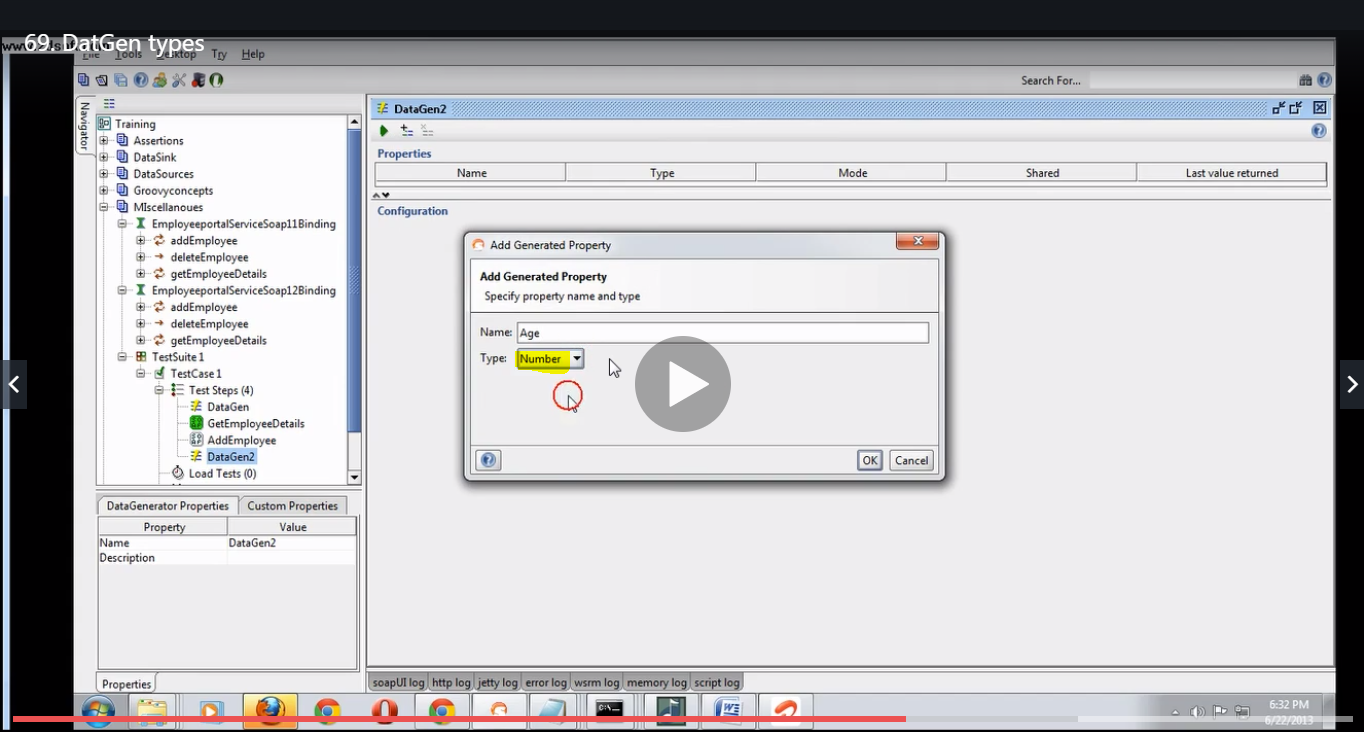 69. DatGen types
Tools Desktop Try Help
Search For...
Navigator
Training
Assertions
DataSink
DataSources
Groovyconcepts
MIscellanoues
EmployeeportalServiceSoap11Binding
addEmployee
deleteEmployee
getEmployeeDetails
EmployeeportalServiceSoap12Binding
addEmployee
deleteEmployee
getEmployeeDetails
TestSuite 1
TestCase 1
Test Steps (4)
DataGen
GetEmployeeDetails
AddEmployee
DataGen2
Load Tests (0)
DataGenerator Properties Custom Properties
Property Value
Name DataGen2
Description
Properties
DataGen2
Properties
Name Type Mode Shared Last value returned
Configuration
Add Generated Property
Add Generated Property
Specify property name and type
Name: Age
Type: Number
OK Cancel
soapUI log http log jetty log error log wsrm log memory log script log
6:32 PM
6/22/2013